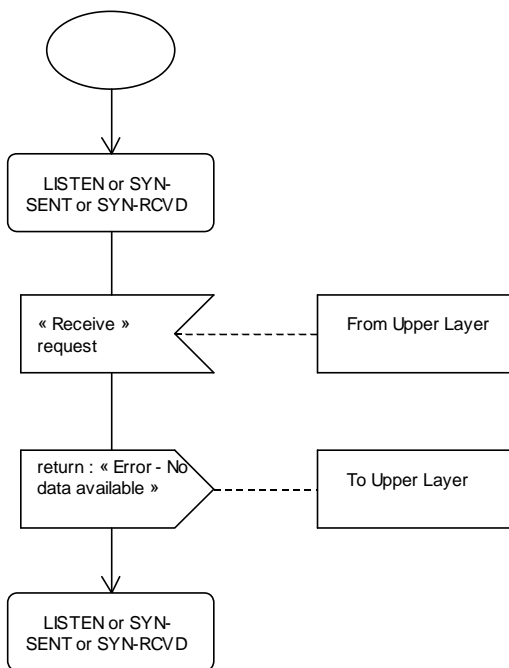 LISTEN or SYN-
SENT or SYN-RCVD
« Receive »
request
From Upper Layer
return : « Error - No
data available »
To Upper Layer
LISTEN or SYN-
SENT or SYN-RCVD